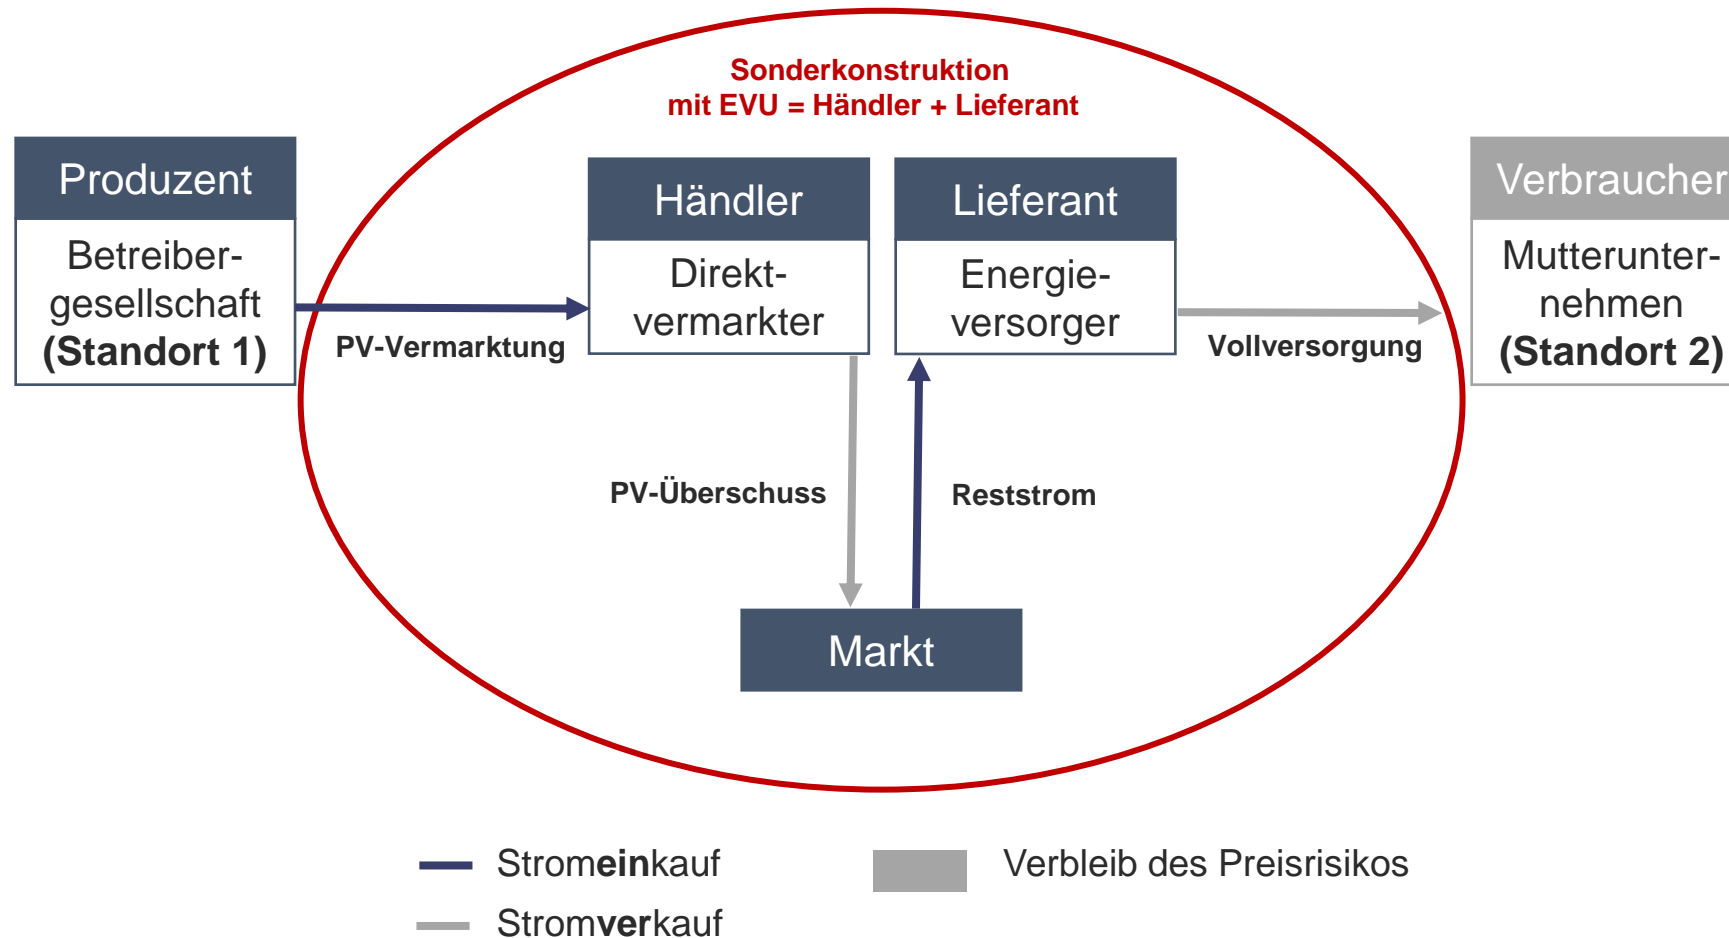 Sonderkonstruktion
mit EVU = Händler + Lieferant
Produzent
Betreiber-
gesellschaft
(Standort 1)
PV-Vermarktung
Händler
Direkt-
vermarkter
Lieferant
Energie-
versorger
Vollversorgung
Verbraucher
Mutterunter-
nehmen
(Standort 2)
PV-Überschuss
Reststrom
Markt
Stromeinkauf
Stromverkauf
Verbleib des Preisrisikos